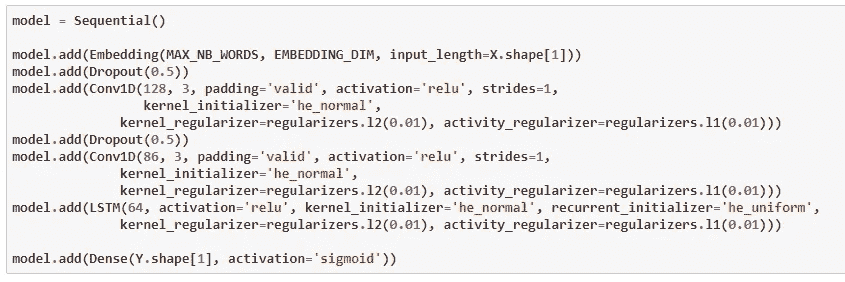 model = Sequential()
model.add(Embedding(MAX_NB_WORDS, EMBEDDING_DIM, input_length=X.shape[1]))
model.add(Dropout(0.5))
model.add(Conv1D(128, 3, padding='valid', activation='relu', strides=1,
kernel_initializer='he_normal',
kernel_regularizer=regularizers.l2(0.01), activity_regularizer=regularizers.l1(0.01)))
model.add(Dropout(0.5))
model.add(Conv1D(86, 3, padding='valid', activation='relu', strides=1,
kernel_initializer='he_normal',
kernel_regularizer=regularizers.l2(0.01), activity_regularizer=regularizers.l1(0.01)))
model.add(LSTM(64, activation='relu', kernel_initializer='he_normal', recurrent_initializer='he_uniform',
kernel_regularizer=regularizers.l2(0.01), activity_regularizer=regularizers.l1(0.01)))
model.add(Dense(Y.shape[1], activation='sigmoid'))